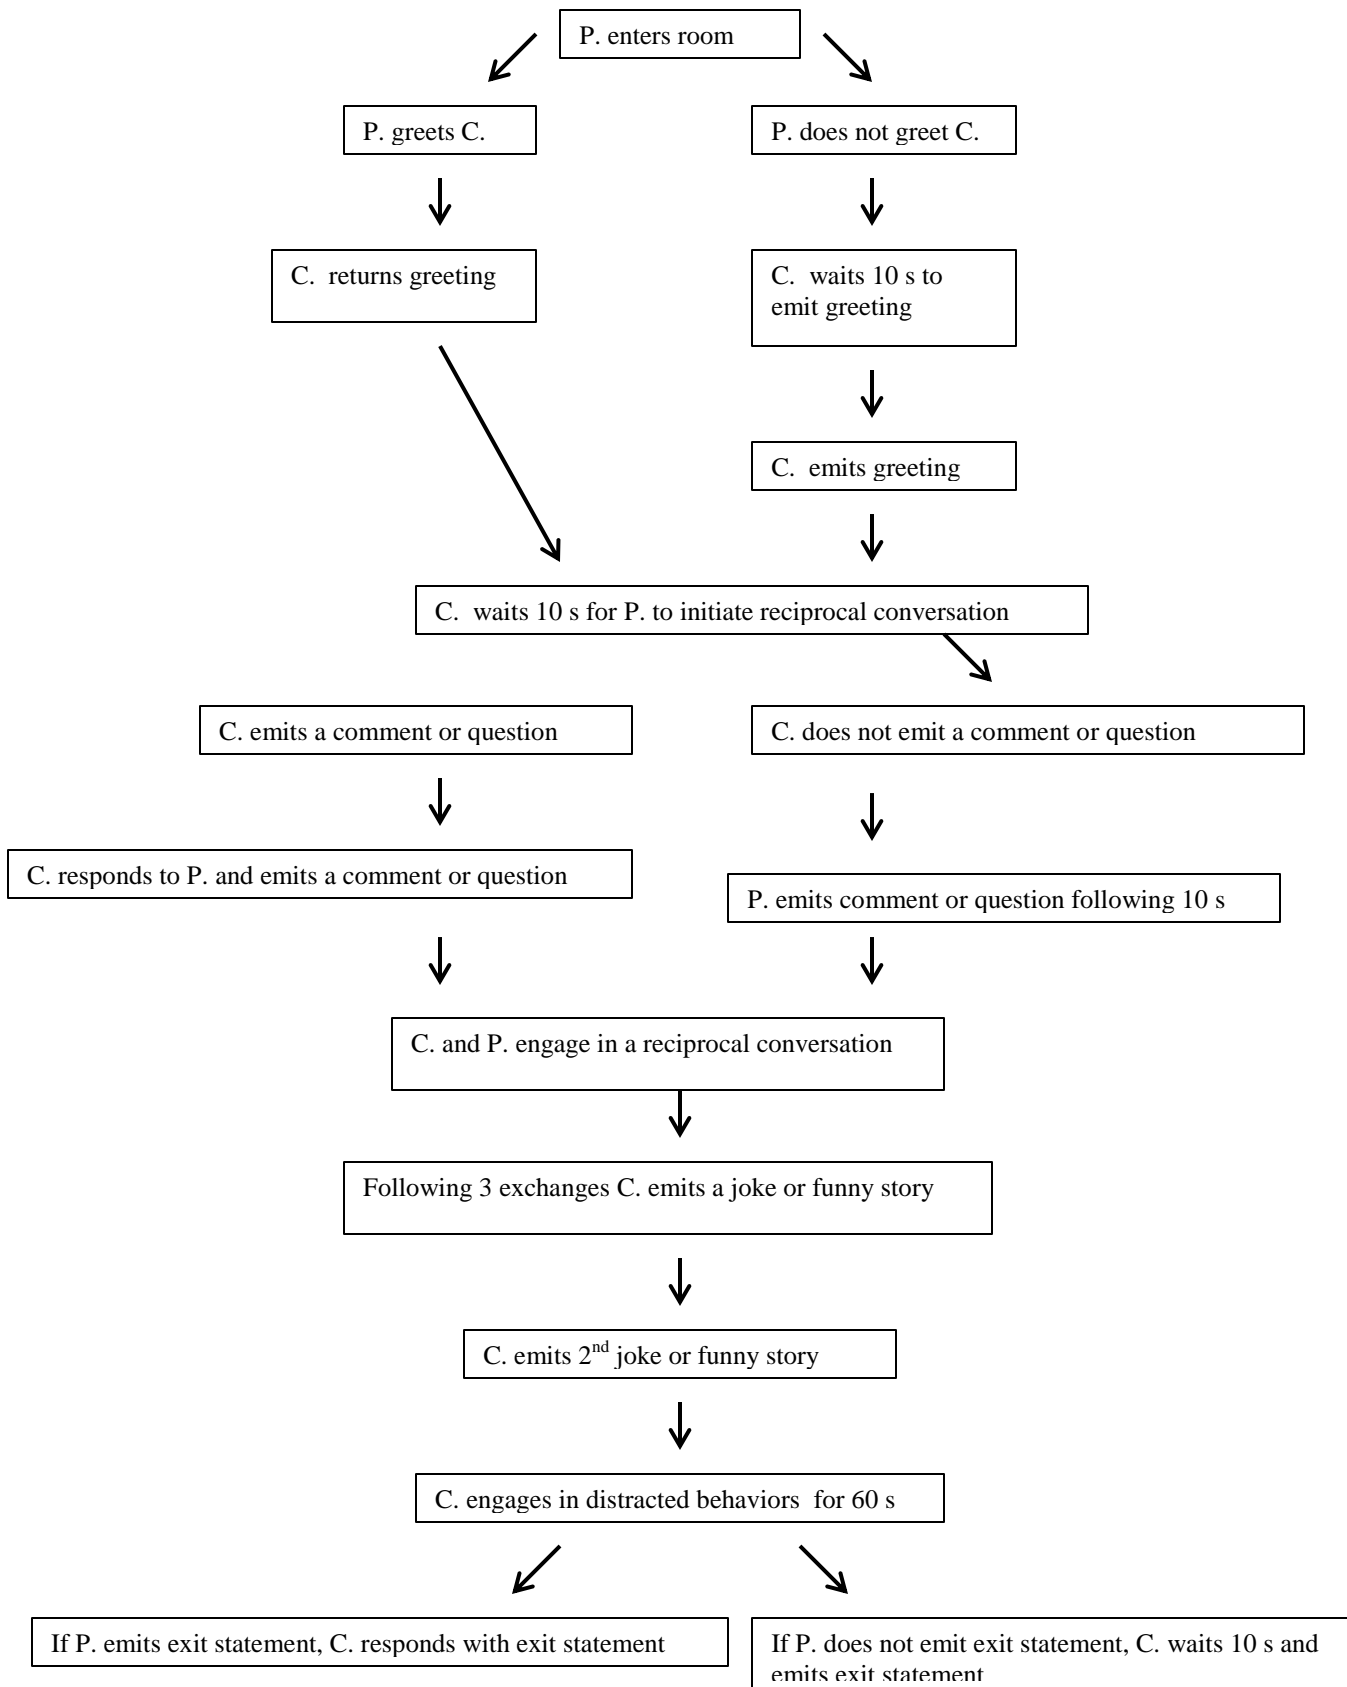 P. enters room
P. greets C.
P. does not greet C.
C. returns greeting
C. waits 10 s to
emit greeting
C. emits greeting
C. waits 10 s for P. to initiate reciprocal conversation
C. emits a comment or question
C. does not emit a comment or question
C. responds to P. and emits a comment or question
P. emits comment or question following 10 s
C. and P. engage in a reciprocal conversation
Following 3 exchanges C. emits a joke or funny story
C. emits 2nd joke or funny story
C. engages in distracted behaviors for 60 s
If P. emits exit statement, C. responds with exit statement
If P. does not emit exit statement, C. waits 10 s and
emits exit statement